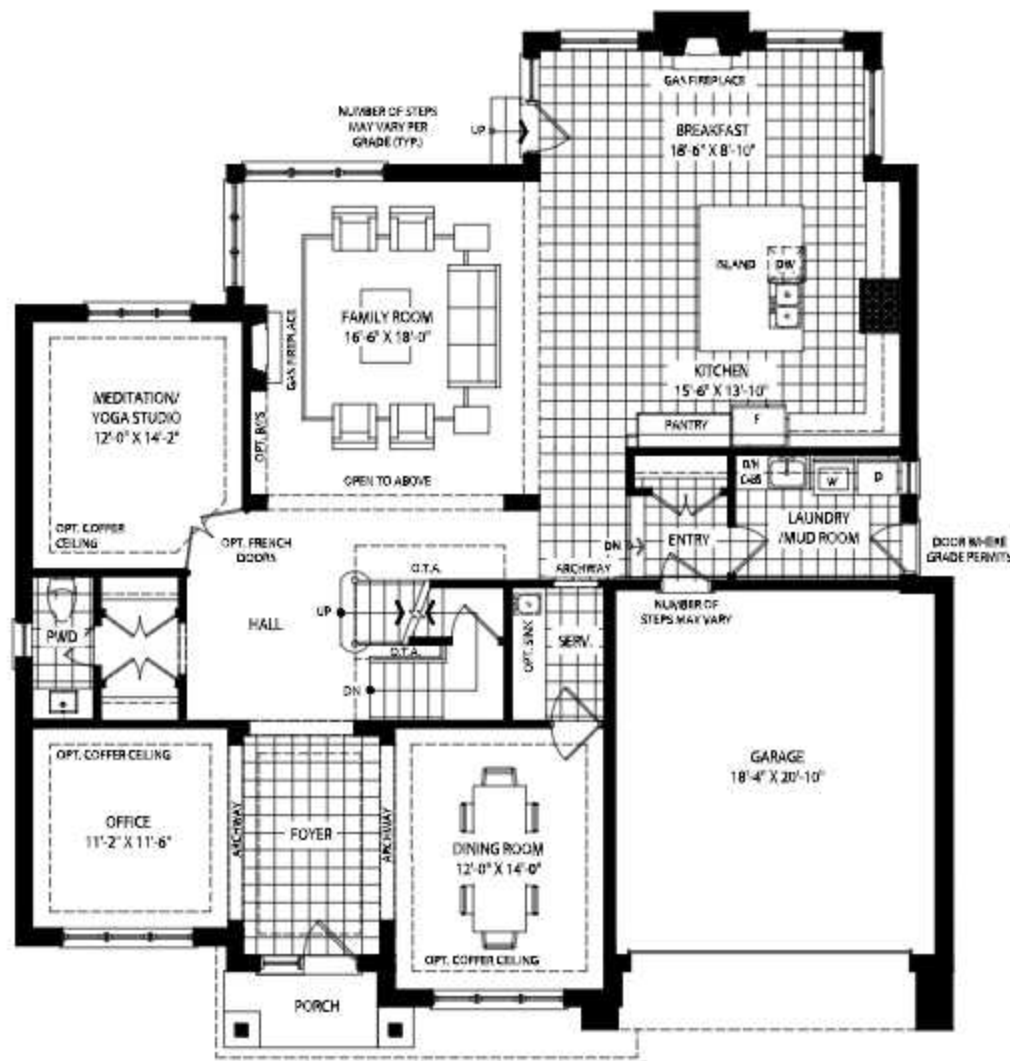 GAS FIREPLACE
NUMBER OF STEPS
MAY VARY PER
GRADE (TYP.)
UP
BREAKFAST
18'-6" X 8'-10"
ISLAND
DW
FAMILY ROOM
16'-6" X 18'-0"
GAS FIREPLACE
KITCHEN
15'-6" X 13'-10"
MEDITATION/
YOGA STUDIO
12'-0" X 14'-2"
PANTRY
F
OPT. BKS
OPEN TO ABOVE
W
D
OPT. COFFER
CEILING
OPT. FRENCH
DOORS
LAUNDRY
/MUD ROOM
DN
ENTRY
DOOR WHERE
GRADE PERMITS
O.T.A.
ARCHWAY
NUMBER OF
STEPS MAY VARY
UP
HALL
PWD
OPT. SINK
SERV.
O.T.A.
DN
OPT. COFFER CEILING
GARAGE
18'-4" X 20'-10"
OFFICE
11'-2" X 11'-6"
ARCHWAY
FOYER
ARCHWAY
DINING ROOM
12'-0" X 14'-0"
OPT. COFFER CEILING
PORCH